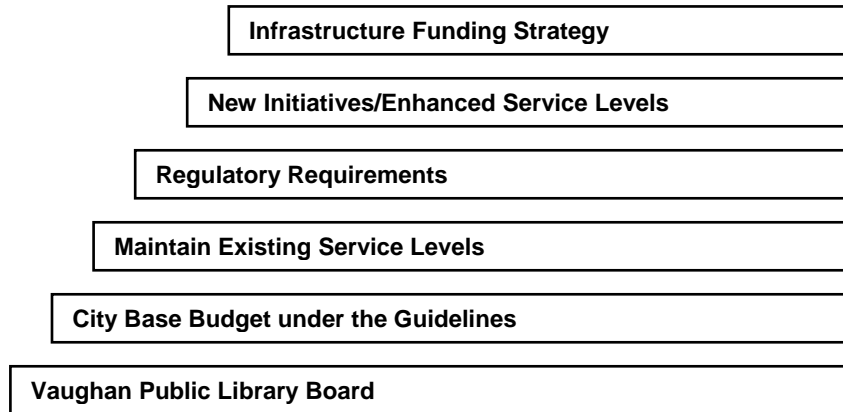 Infrastructure Funding Strategy
New Initiatives/Enhanced Service Levels
Regulatory Requirements
Maintain Existing Service Levels
City Base Budget under the Guidelines
Vaughan Public Library Board